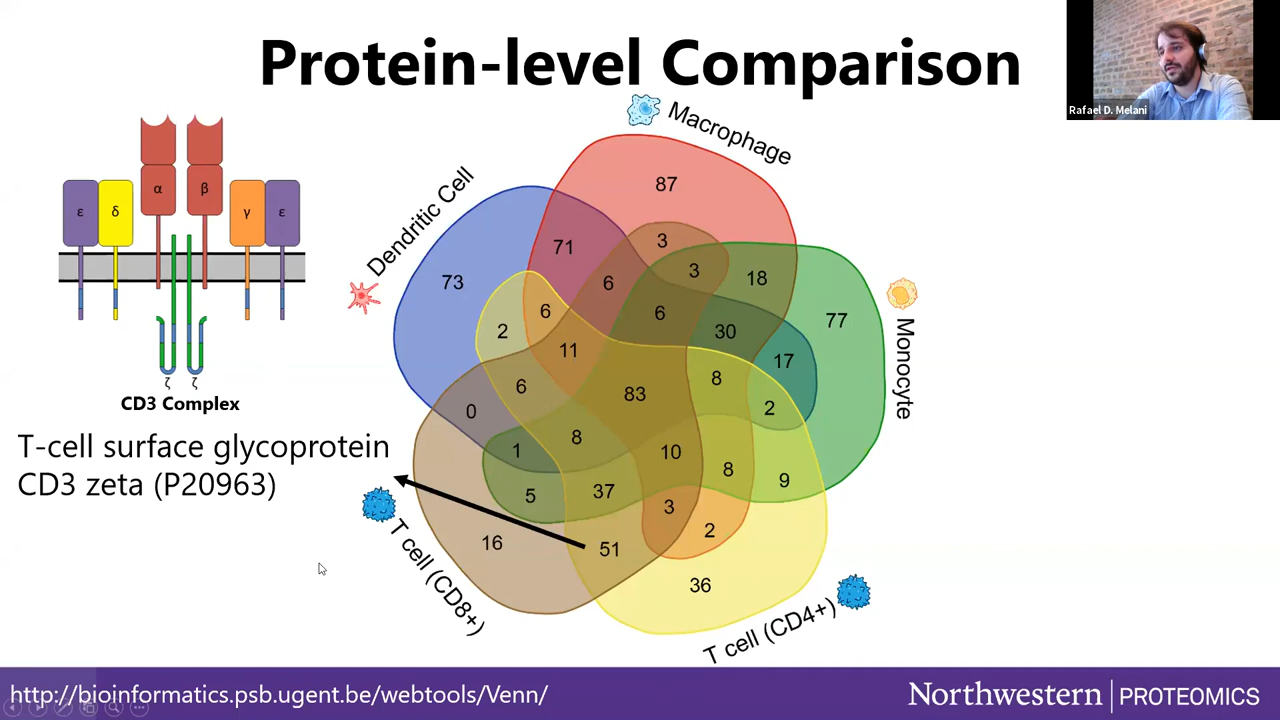 Protein-level Comparison
Rafael D. Melani
Macrophage
Dendritic Cell
Monocyte
T cell (CD8+)
T cell (CD4+)
ε
δ
α
β
γ
ε
ζ
ζ
CD3 Complex
T-cell surface glycoprotein
CD3 zeta (P20963)
87
71
3
3
18
73
6
6
77
6
2
30
11
17
6
83
8
0
2
8
1
10
8
9
5
37
3
2
16
51
36
http://bioinformatics.psb.ugent.be/webtools/Venn/
Northwestern | PROTEOMICS